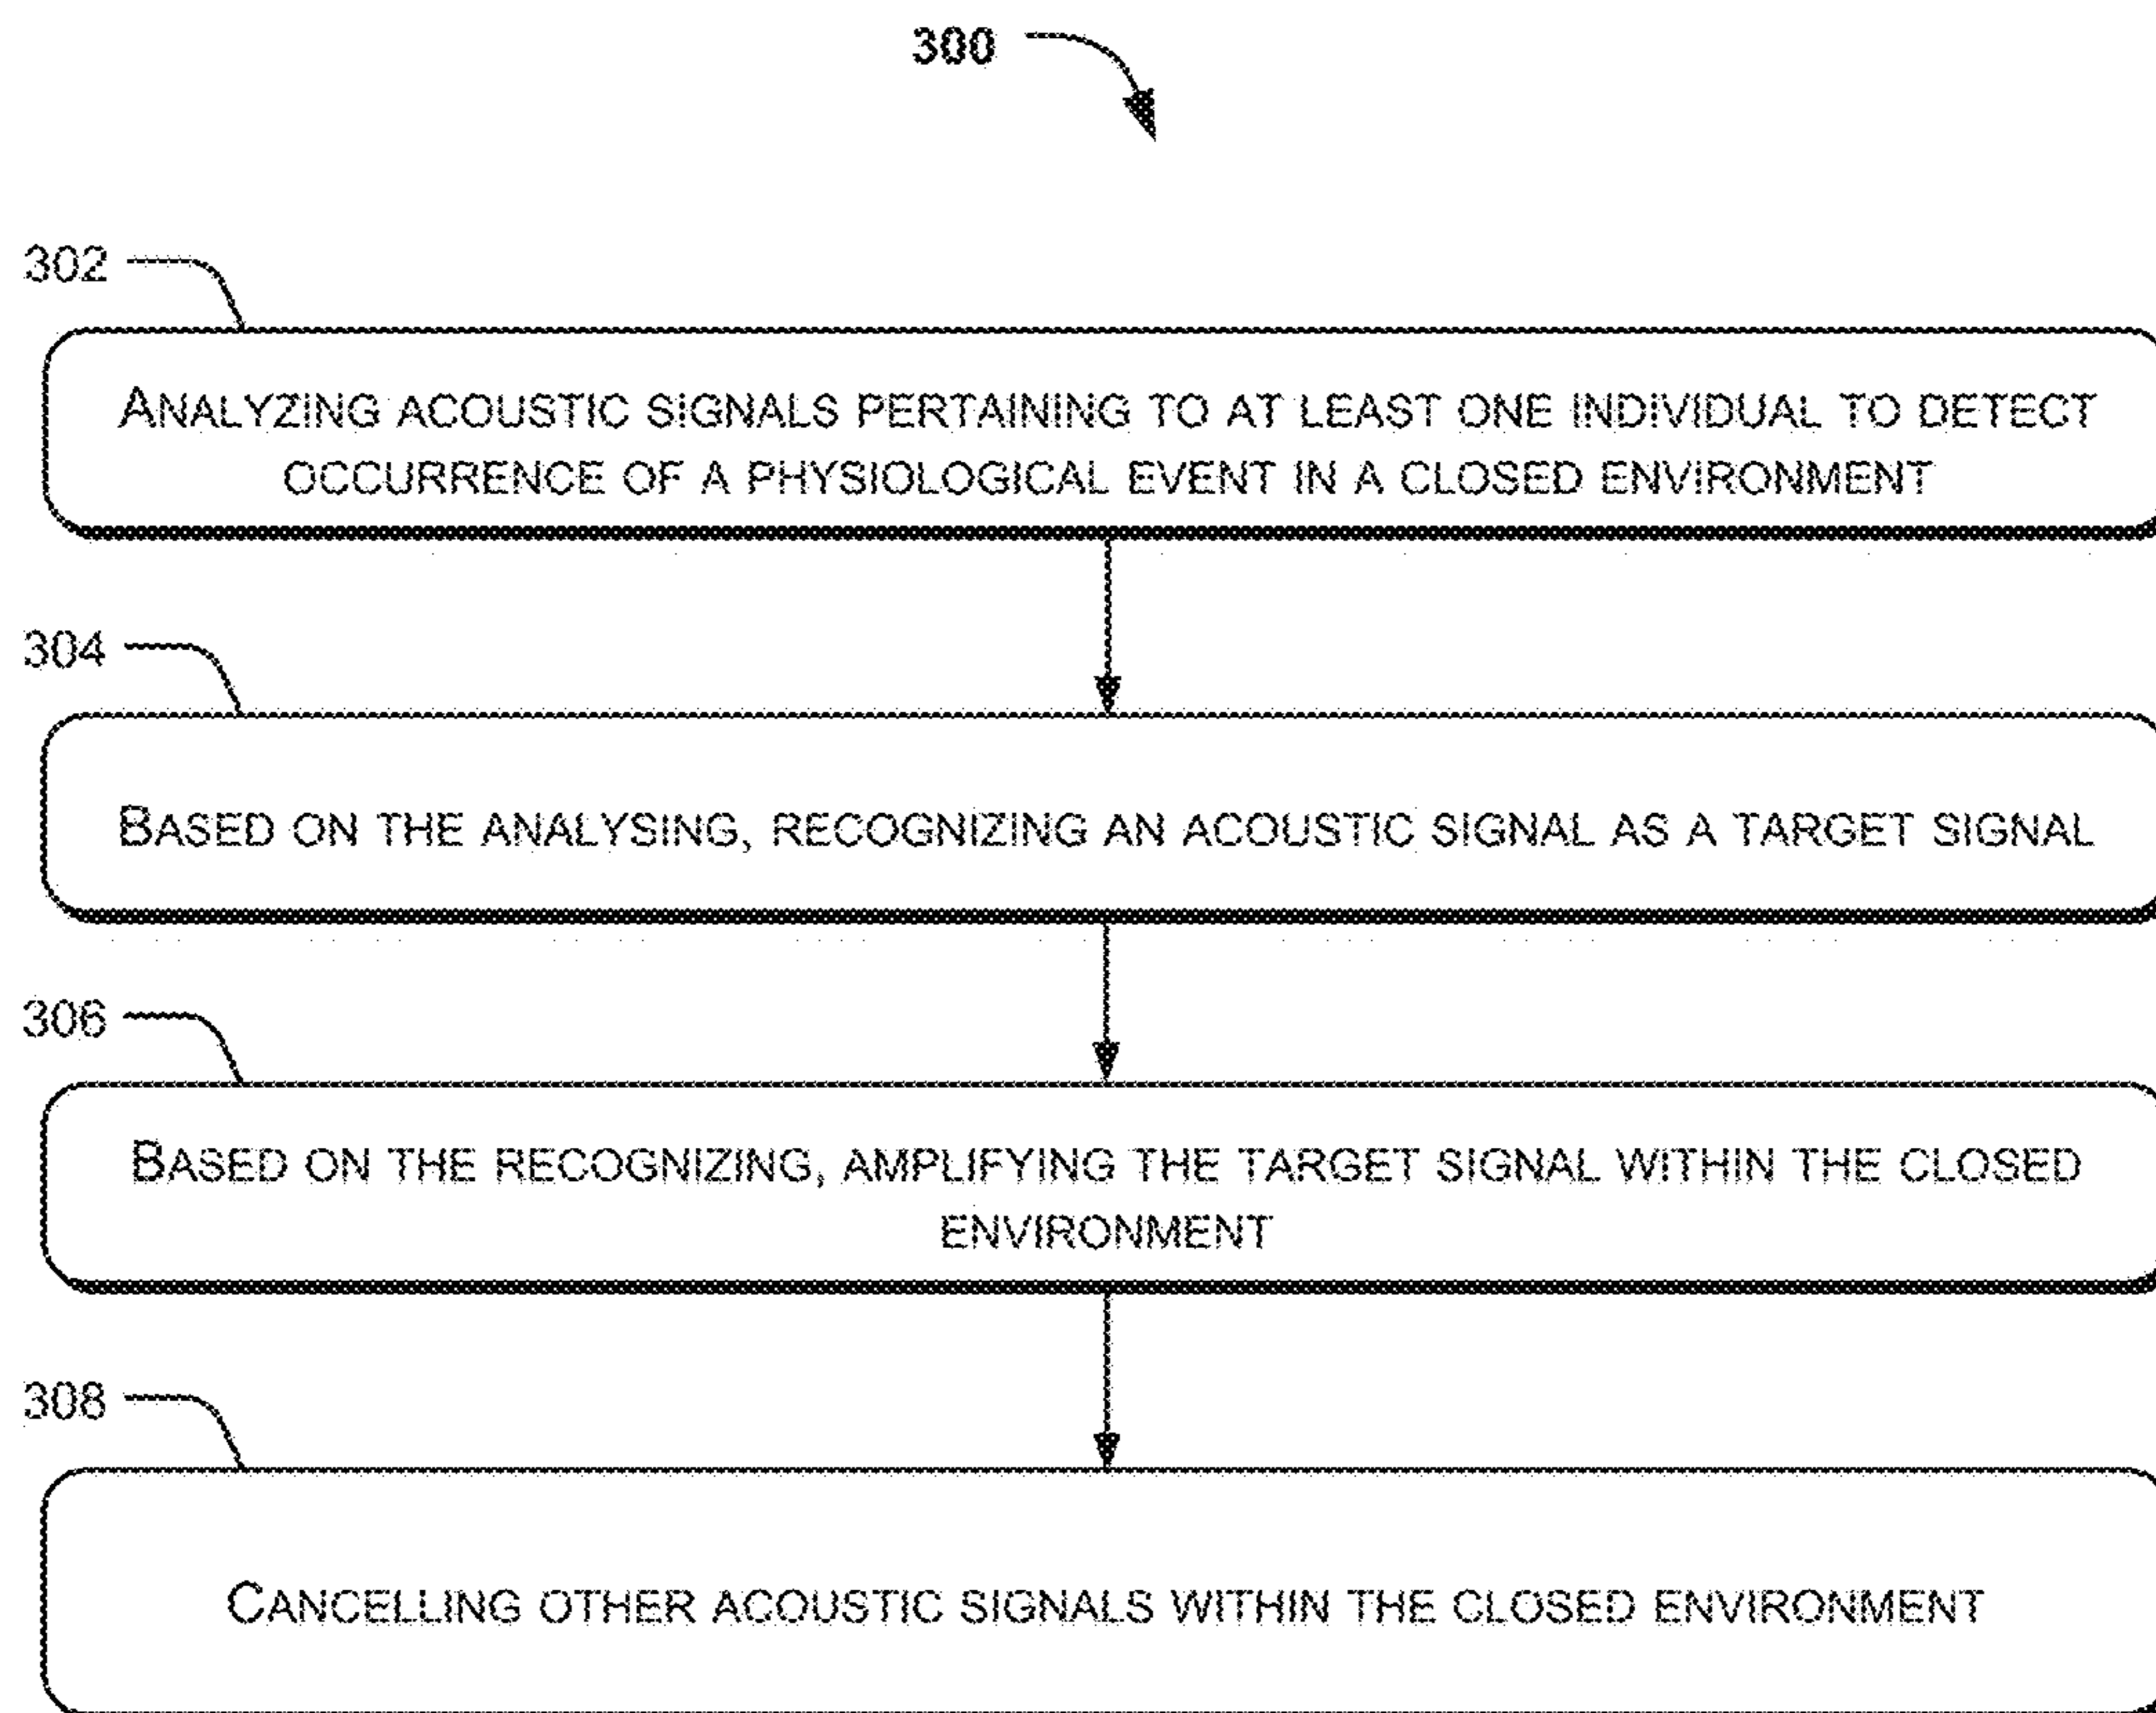 300
302
ANALYZING ACOUSTIC SIGNALS PERTAINING TO AT LEAST ONE INDIVIDUAL TO DETECT
OCCURRENCE OF A PHYSIOLOGICAL EVENT IN A CLOSED ENVIRONMENT
304
BASED ON THE ANALYSING, RECOGNIZING AN ACOUSTIC SIGNAL AS A TARGET SIGNAL
306
BASED ON THE RECOGNIZING, AMPLIFYING THE TARGET SIGNAL WITHIN THE CLOSED
ENVIRONMENT
308
CANCELLING OTHER ACOUSTIC SIGNALS WITHIN THE CLOSED ENVIRONMENT